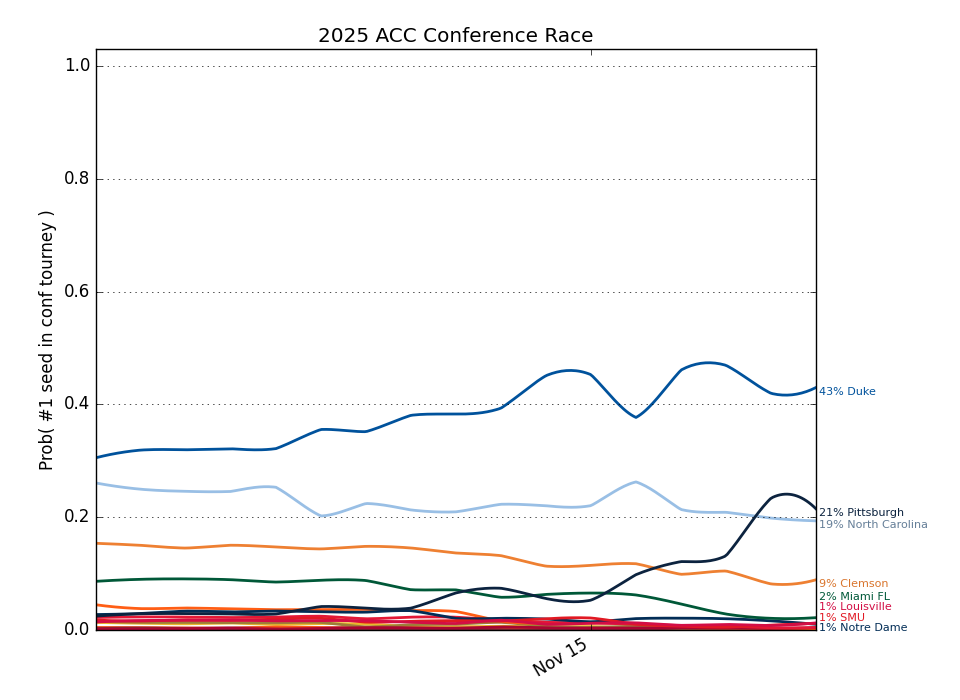 2025 ACC Conference Race
Prob( #1 seed in conf tourney )
1.0
0.8
0.6
0.4
0.2
0.0
Nov 15
43% Duke
21% Pittsburgh
19% North Carolina
9% Clemson
2% Miami FL
1% Louisville
1% SMU
1% Notre Dame